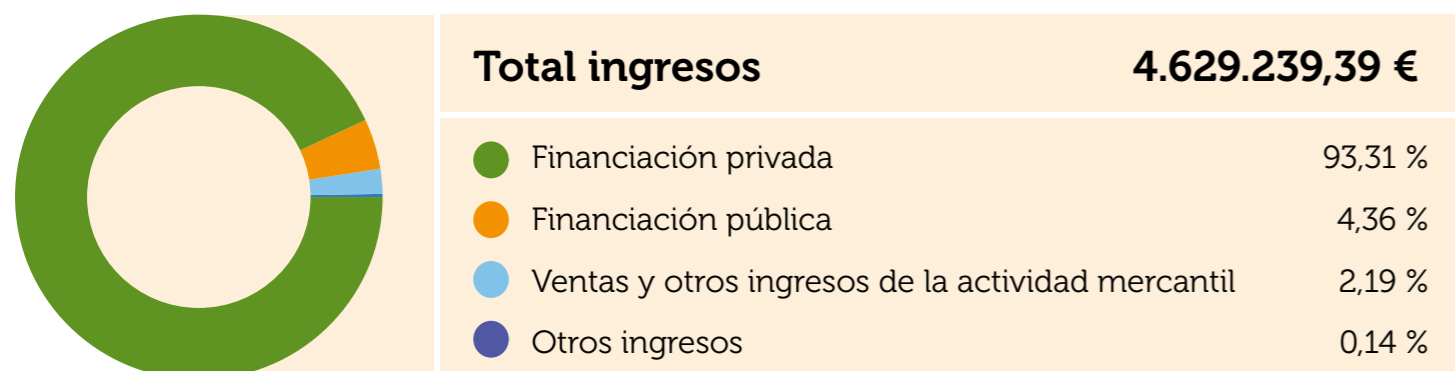 Total ingresos 4.629.239,39 €
Financiación privada 93,31 %
Financiación pública 4,36 %
Ventas y otros ingresos de la actividad mercantil 2,19 %
Otros ingresos 0,14 %